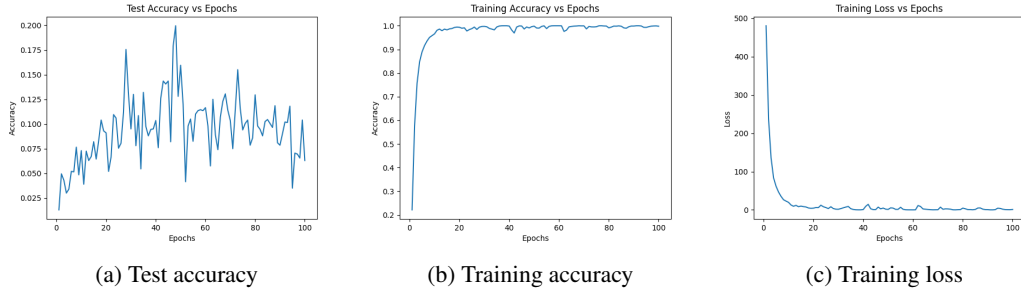 Test Accuracy vs Epochs
Accuracy
0.200
0.175
0.150
0.125
0.100
0.075
0.050
0.025
0 20 40 60 80 100
Epochs
(a) Test accuracy
Training Accuracy vs Epochs
Accuracy
1.0
0.9
0.8
0.7
0.6
0.5
0.4
0.3
0.2
0 20 40 60 80 100
Epochs
(b) Training accuracy
Training Loss vs Epochs
Loss
500
400
300
200
100
0
0 20 40 60 80 100
Epochs
(c) Training loss